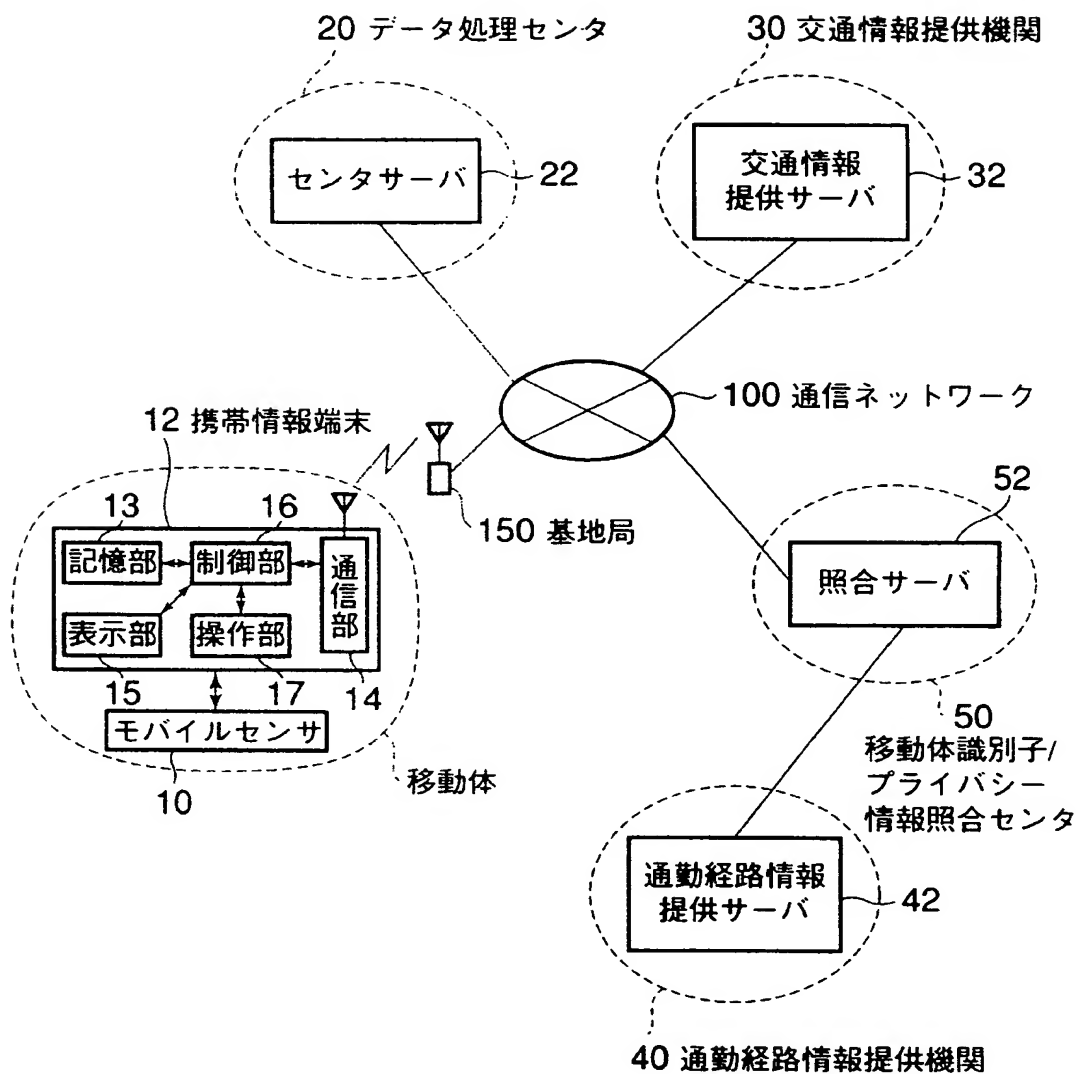 20 データ処理センタ
30 交通情報提供機関
センタサーバ
22
交通情報
提供サーバ
32
100 通信ネットワーク
12 携帯情報端末
150 基地局
13
16
記憶部
制御部
通信部
表示部
操作部
15
17
14
モバイルセンサ
10
移動体
52
照合サーバ
50
移動体識別子/
プライバシー
情報照合センタ
通勤経路情報
提供サーバ
42
40 通勤経路情報提供機関